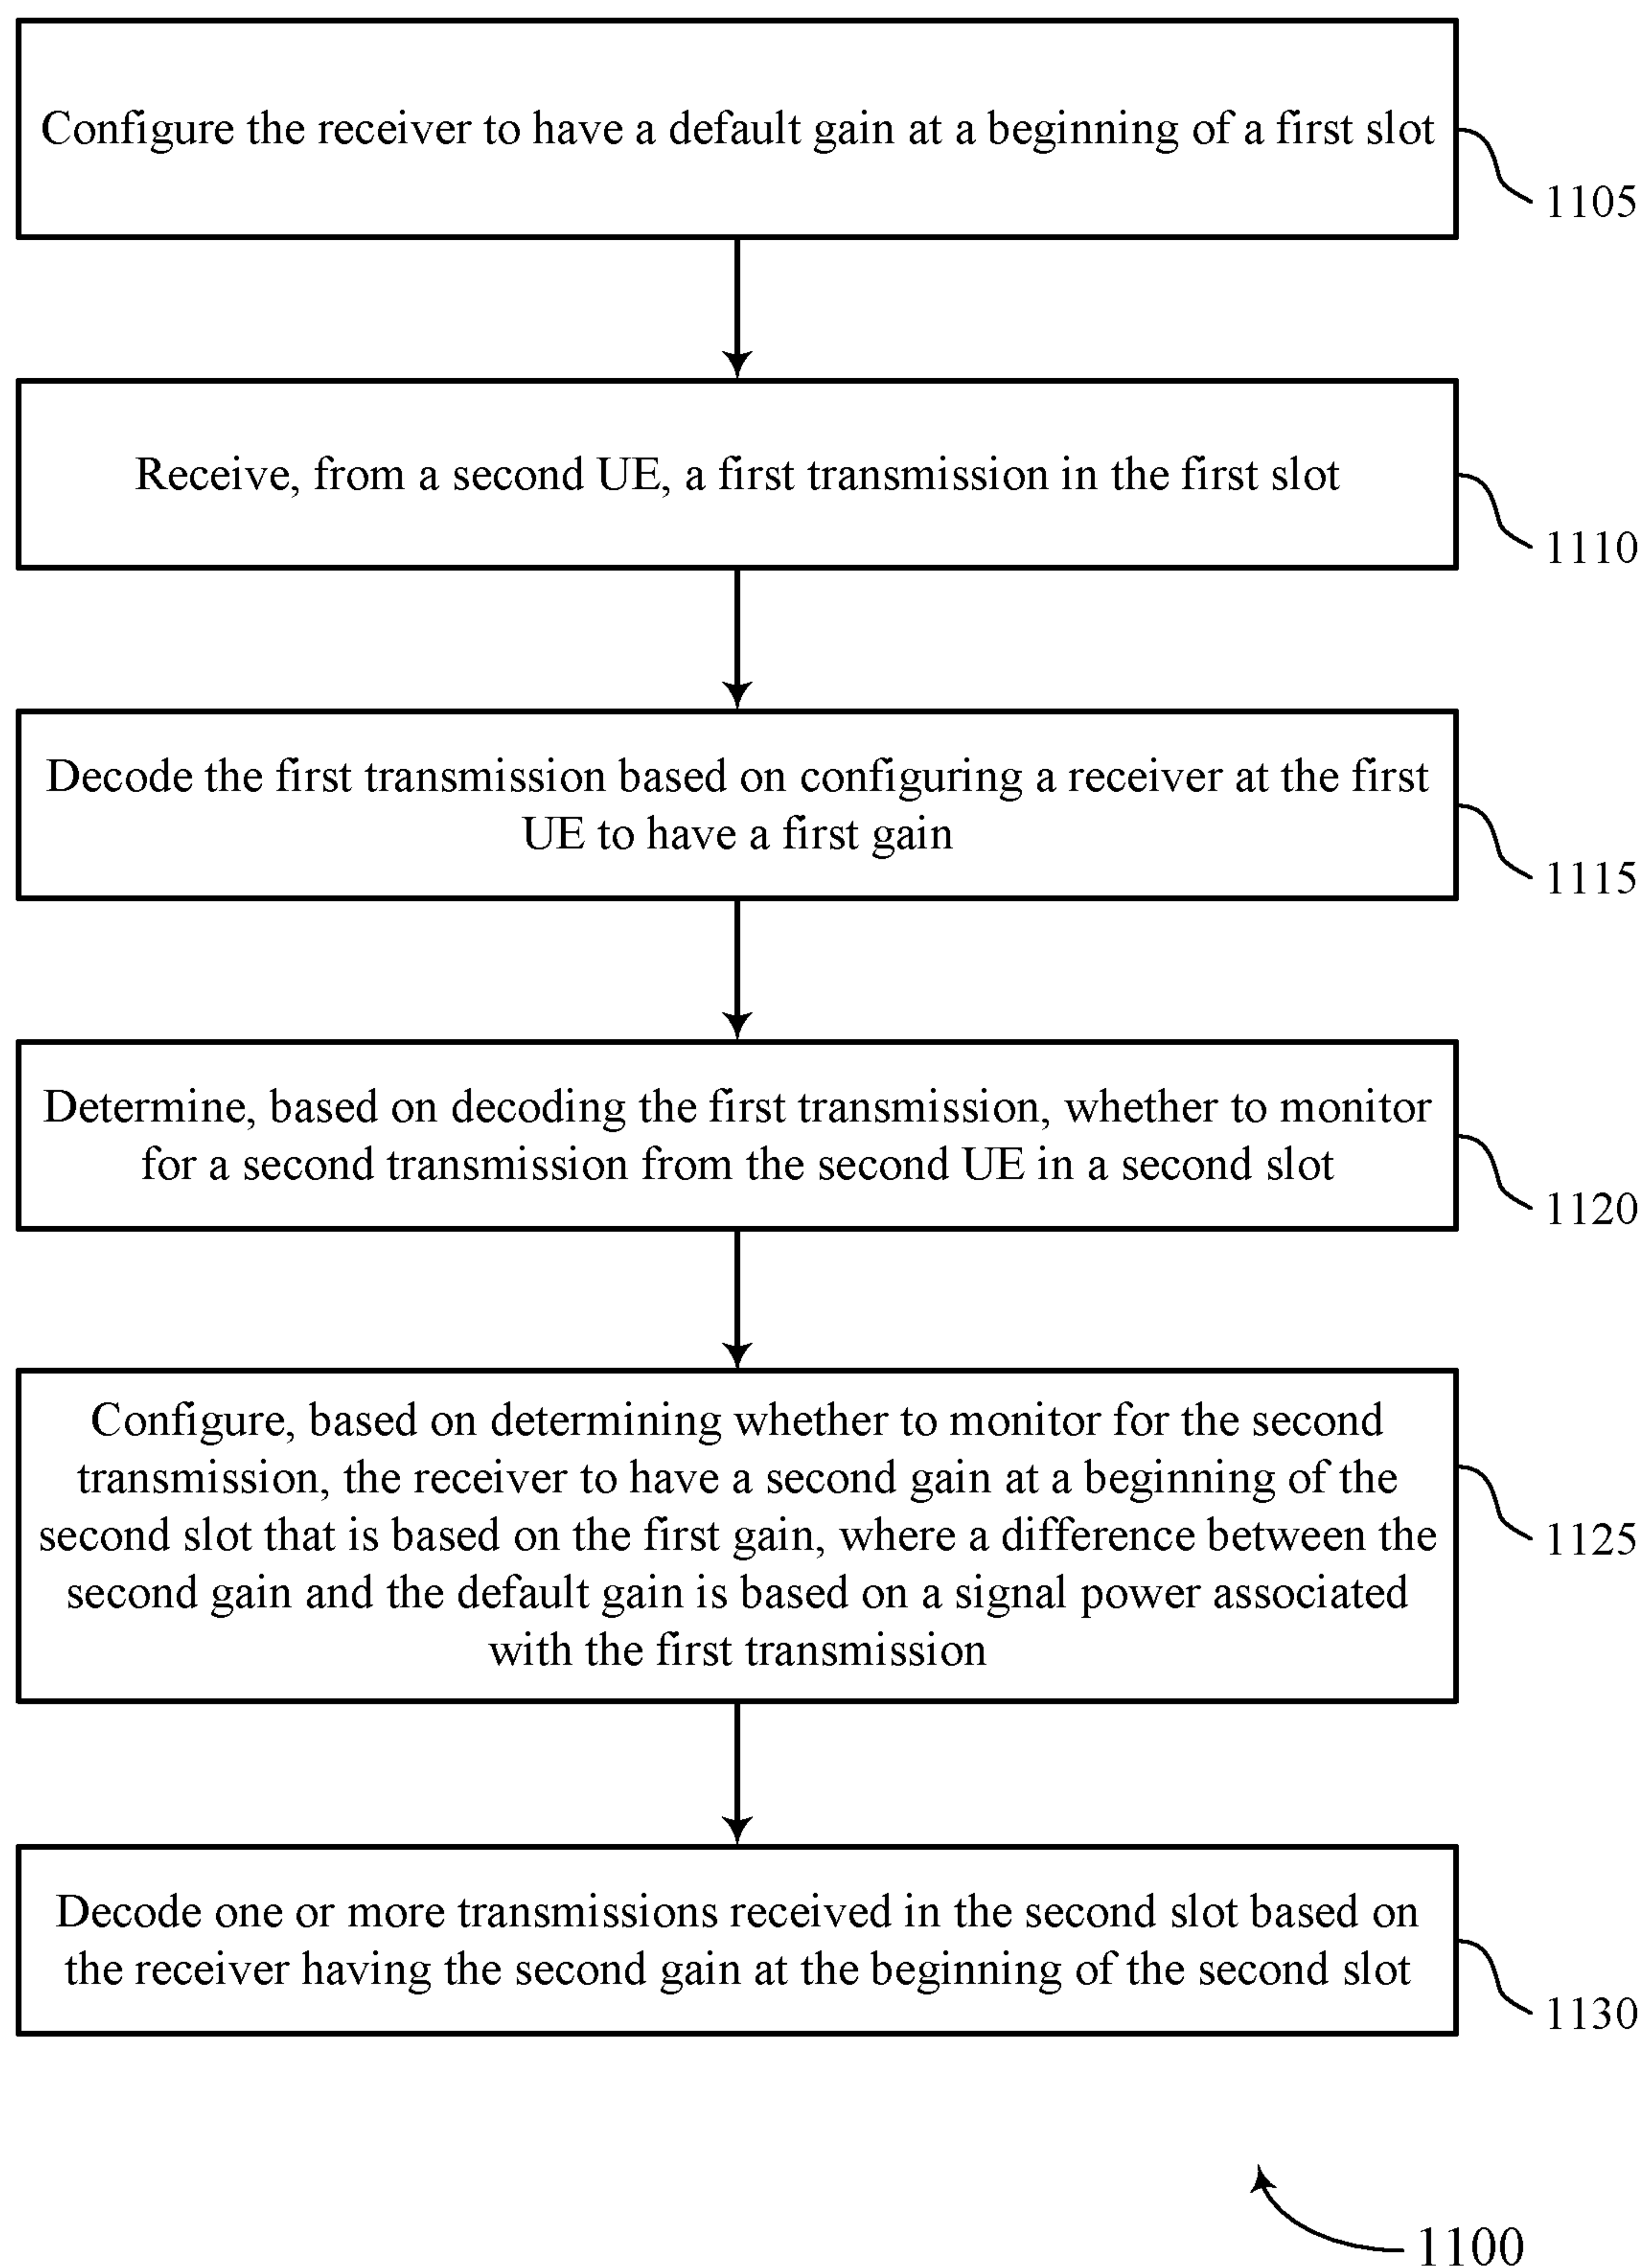 Configure the receiver to have a default gain at a beginning of a first slot
1105
Receive, from a second UE, a first transmission in the first slot
1110
Decode the first transmission based on configuring a receiver at the first
UE to have a first gain
1115
Determine, based on decoding the first transmission, whether to monitor
for a second transmission from the second UE in a second slot
1120
Configure, based on determining whether to monitor for the second
transmission, the receiver to have a second gain at a beginning of the
second slot that is based on the first gain, where a difference between the
second gain and the default gain is based on a signal power associated
with the first transmission
1125
Decode one or more transmissions received in the second slot based on
the receiver having the second gain at the beginning of the second slot
1130
1100